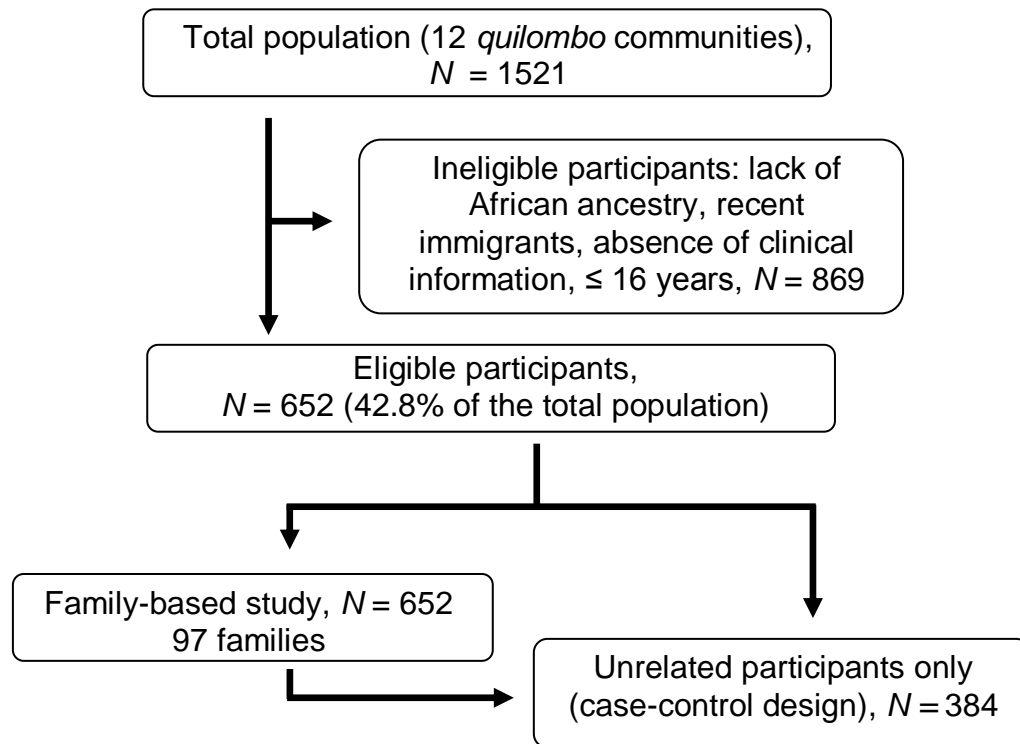 Total population (12 quilombo communities),
N = 1521
Ineligible participants: lack of
African ancestry, recent
immigrants, absence of clinical
information, ≤ 16 years, N = 869
Eligible participants,
N = 652 (42.8% of the total population)
Family-based study, N = 652
97 families
Unrelated participants only
(case-control design), N = 384